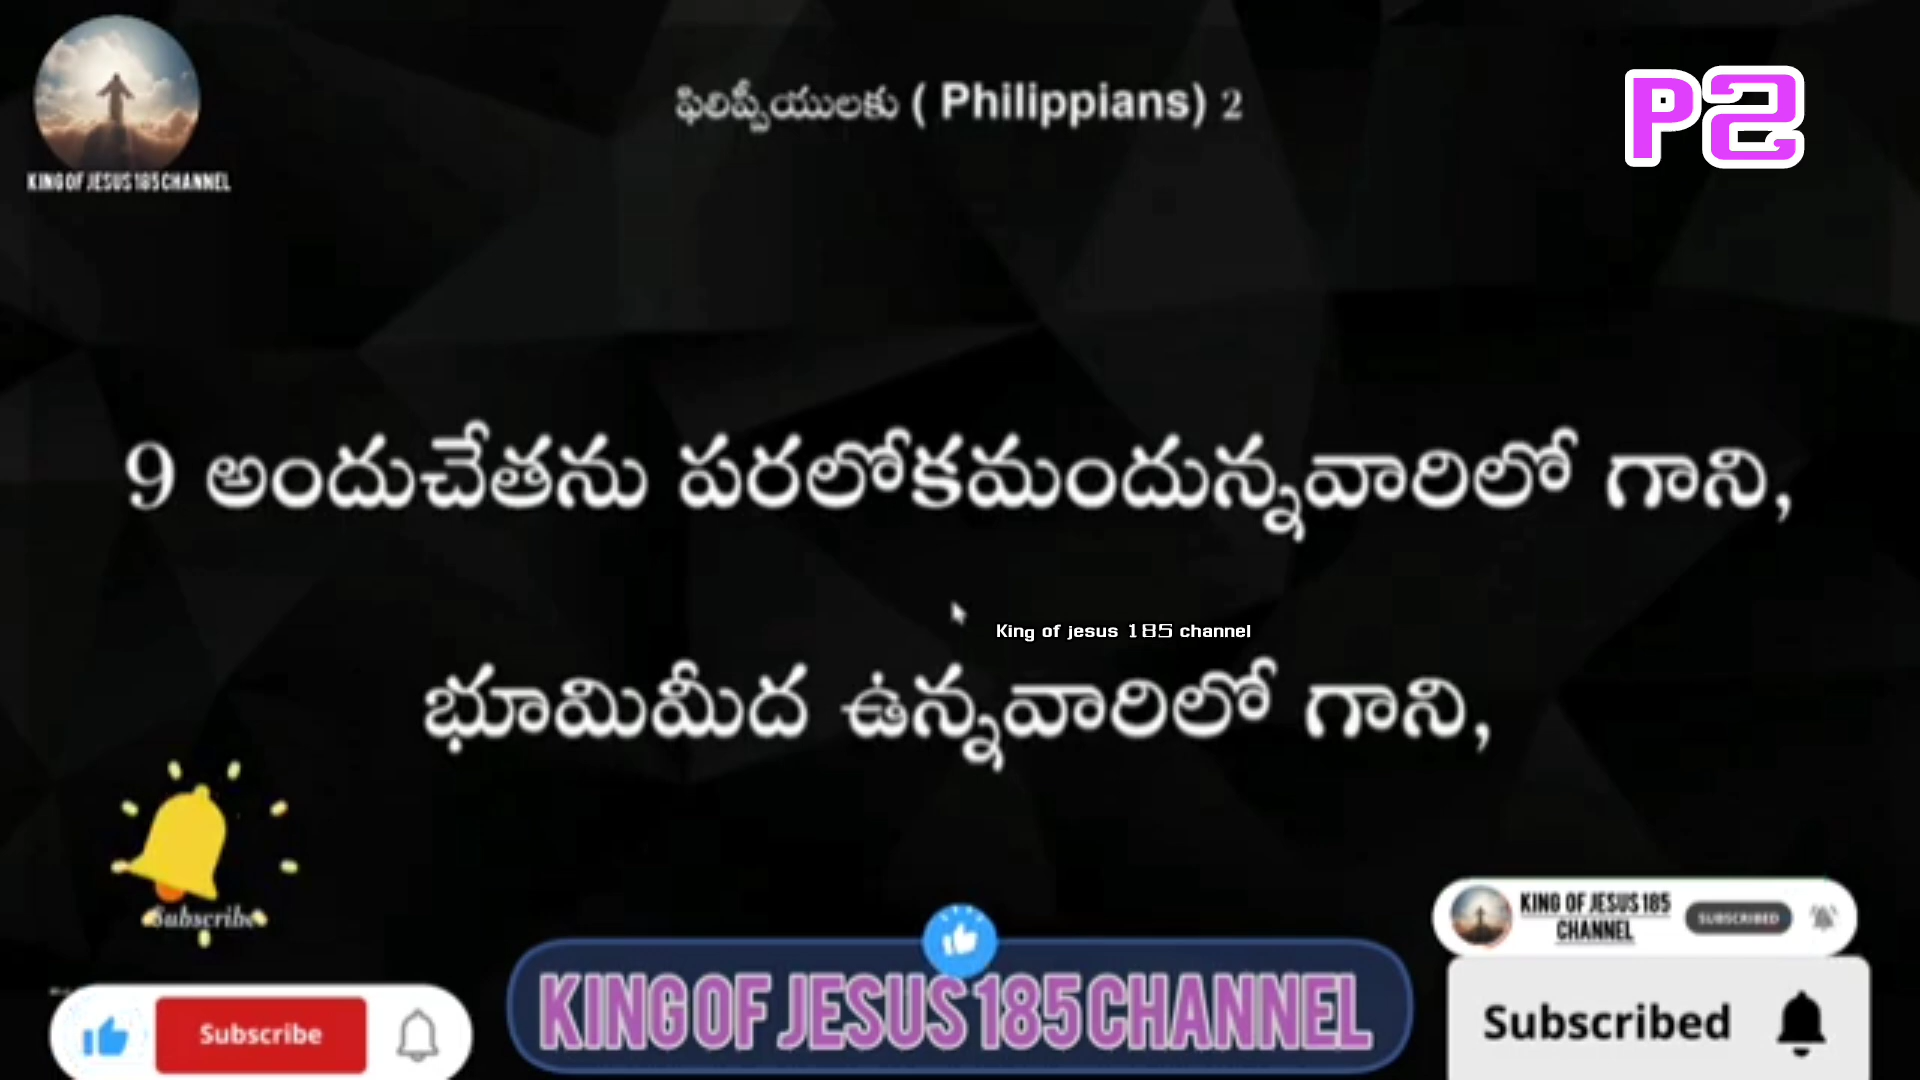 KING OF JESUS 185 CHANNEL
ఫిలిప్పీయులకు ( Philippians) 2
P2
9 అందుచేతను పరలోకమందున్నవారిలో గాని,
King of jesus 185 channel
భూమిమీద ఉన్నవారిలో గాని,
Subscribe
KING OF JESUS 185
CHANNEL
SUBSCRIBED
Subscribe
KING OF JESUS 185 CHANNEL
Subscribed